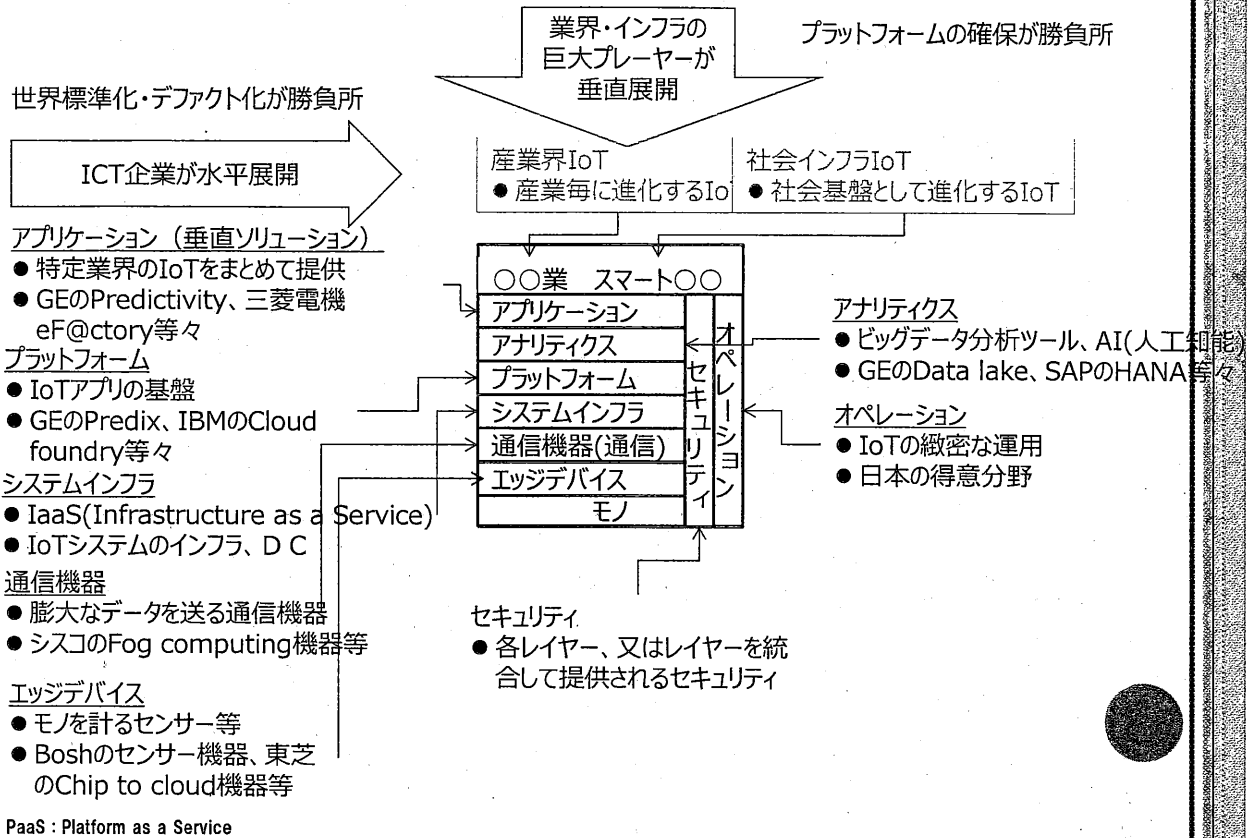 業界・インフラの
巨大プレーヤーが
垂直展開
プラットフォームの確保が勝負所
世界標準化・デファクト化が勝負所
ICT企業が水平展開
産業界IoT
● 産業毎に進化するIo
社会インフラIoT
● 社会基盤として進化するIoT
アプリケーション（垂直ソリューション）
● 特定業界のIoTをまとめて提供
● GEのPredictivity、三菱電機
eF@ctory等々
プラットフォーム
● IoTアプリの基盤
● GEのPredix、IBMのCloud
foundry等々
システムインフラ
● IaaS(Infrastructure as a Service)
● IoTシステムのインフラ、ＤＣ
通信機器
● 膨大なデータを送る通信機器
● シスコのFog computing機器等
エッジデバイス
● モノを計るセンサー等
● Boshのセンサー機器、東芝
のChip to cloud機器等
○○業 スマート○○
アプリケーション
アナリティクス
プラットフォーム
システムインフラ
通信機器(通信)
エッジデバイス
モノ
セキュリティ
オペレーション
アナリティクス
● ビッグデータ分析ツール、AI(人工知能)
● GEのData lake、SAPのHANA等々
オペレーション
● IoTの緻密な運用
● 日本の得意分野
セキュリティ
● 各レイヤー、又はレイヤーを統
合して提供されるセキュリティ
PaaS : Platform as a Service